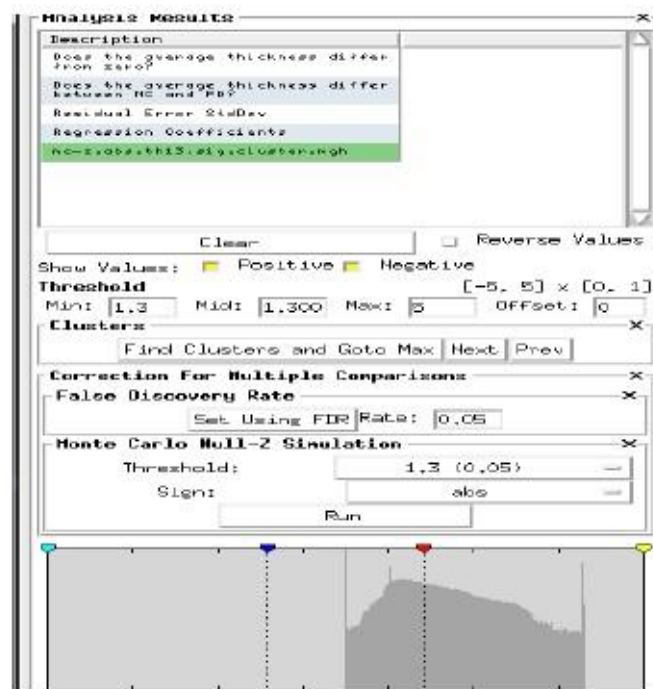 Analysis Results
Description
Does the average thickness differ
from zero?
Does the average thickness differ
between NC and PD?
Residual Error StdDev
Regression Coefficients
mc-z.abs.th13.sig.cluster.mgh
Clear
Reverse Values
Show Values: Positive Negative
Threshold [-5, 5] x [0, 1]
Min: 1.3 Mid: 1.300 Max: 5 Offset: 0
Clusters
Find Clusters and Goto Max Next Prev
Correction For Multiple Comparisons
False Discovery Rate
Set Using FDR Rate: 0.05
Monte Carlo Null-Z Simulation
Threshold: 1.3 (0.05)
Sign: abs
Run